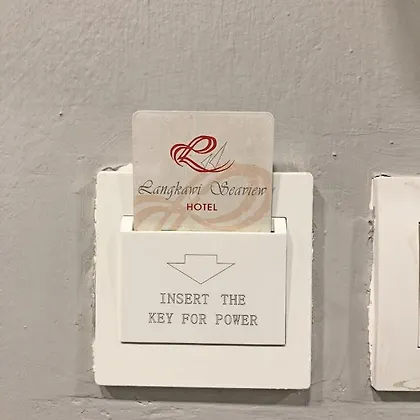 Langkawi Seaview
HOTEL
INSERT THE
KEY FOR POWER